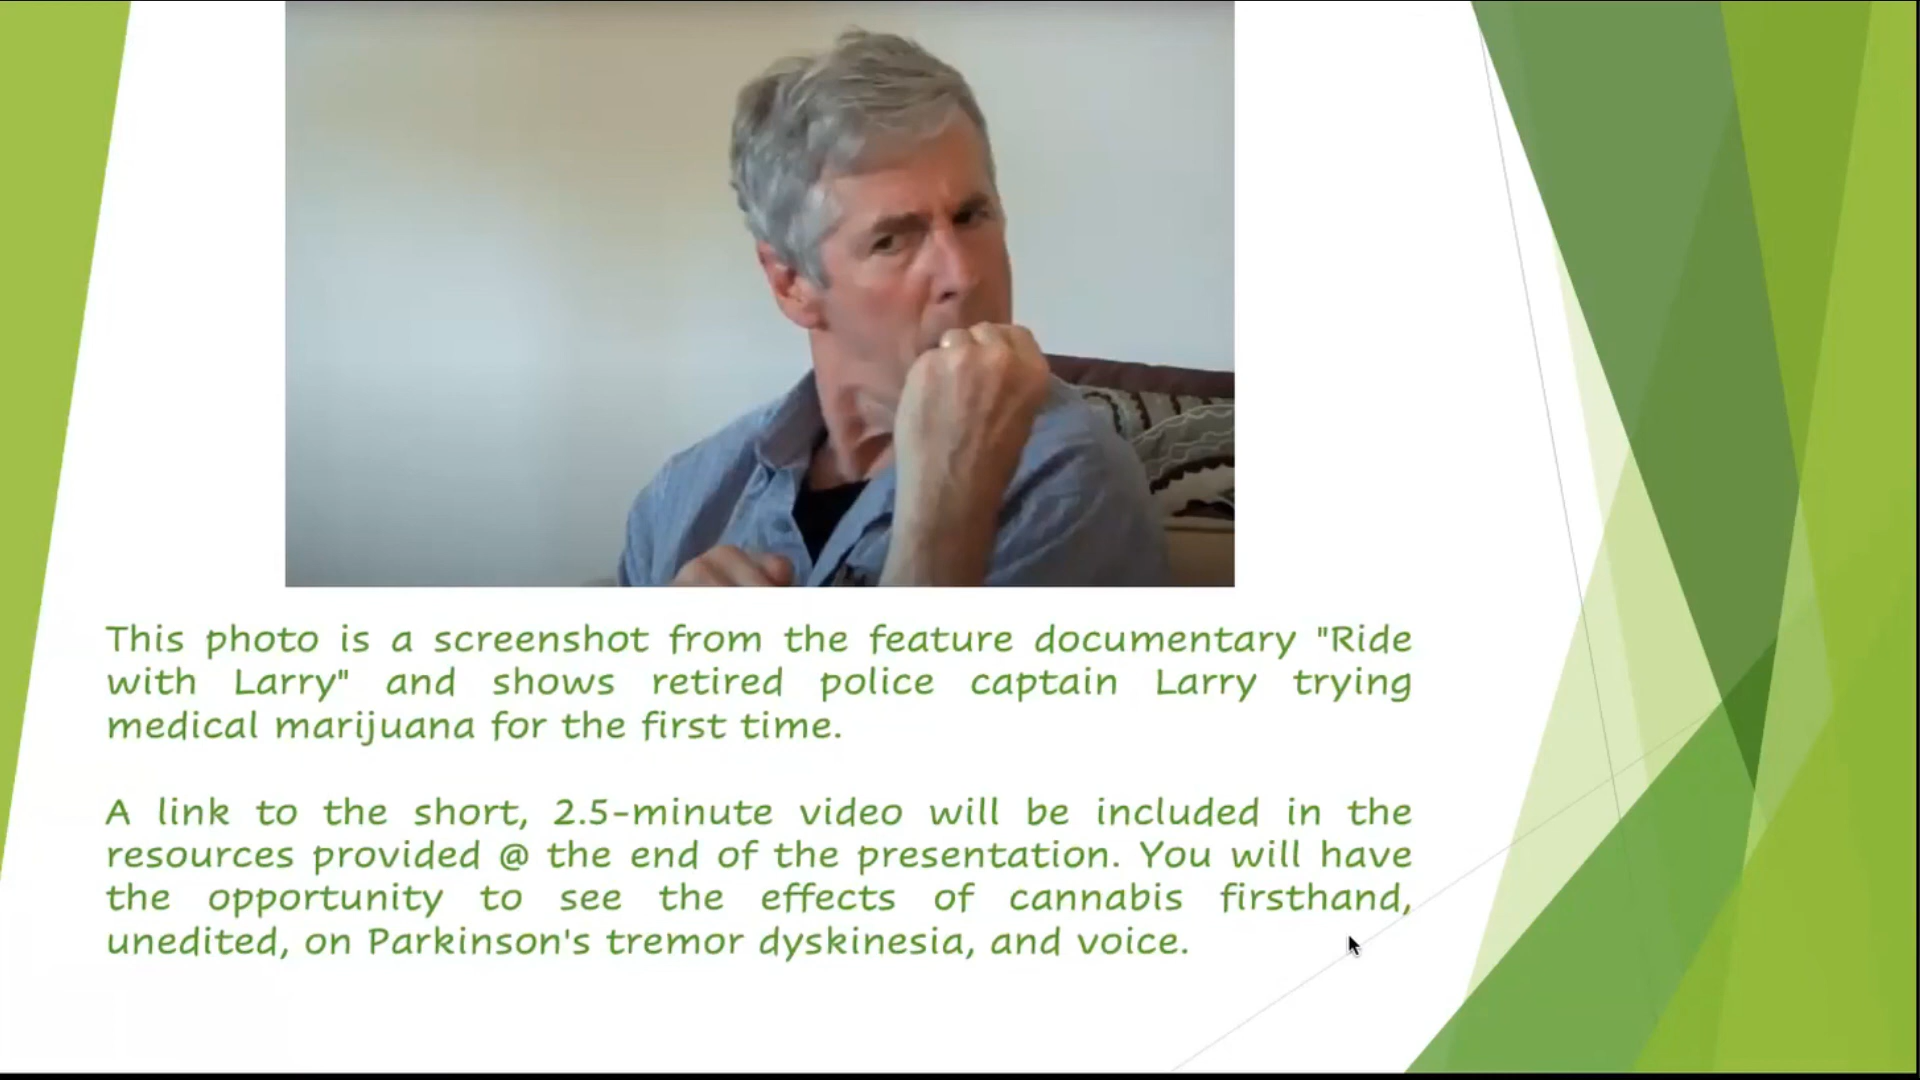 This photo is a screenshot from the feature documentary "Ride
with Larry" and shows retired police captain Larry trying
medical marijuana for the first time.
A link to the short, 2.5-minute video will be included in the
resources provided @ the end of the presentation. You will have
the opportunity to see the effects of cannabis firsthand,
unedited, on Parkinson's tremor dyskinesia, and voice.